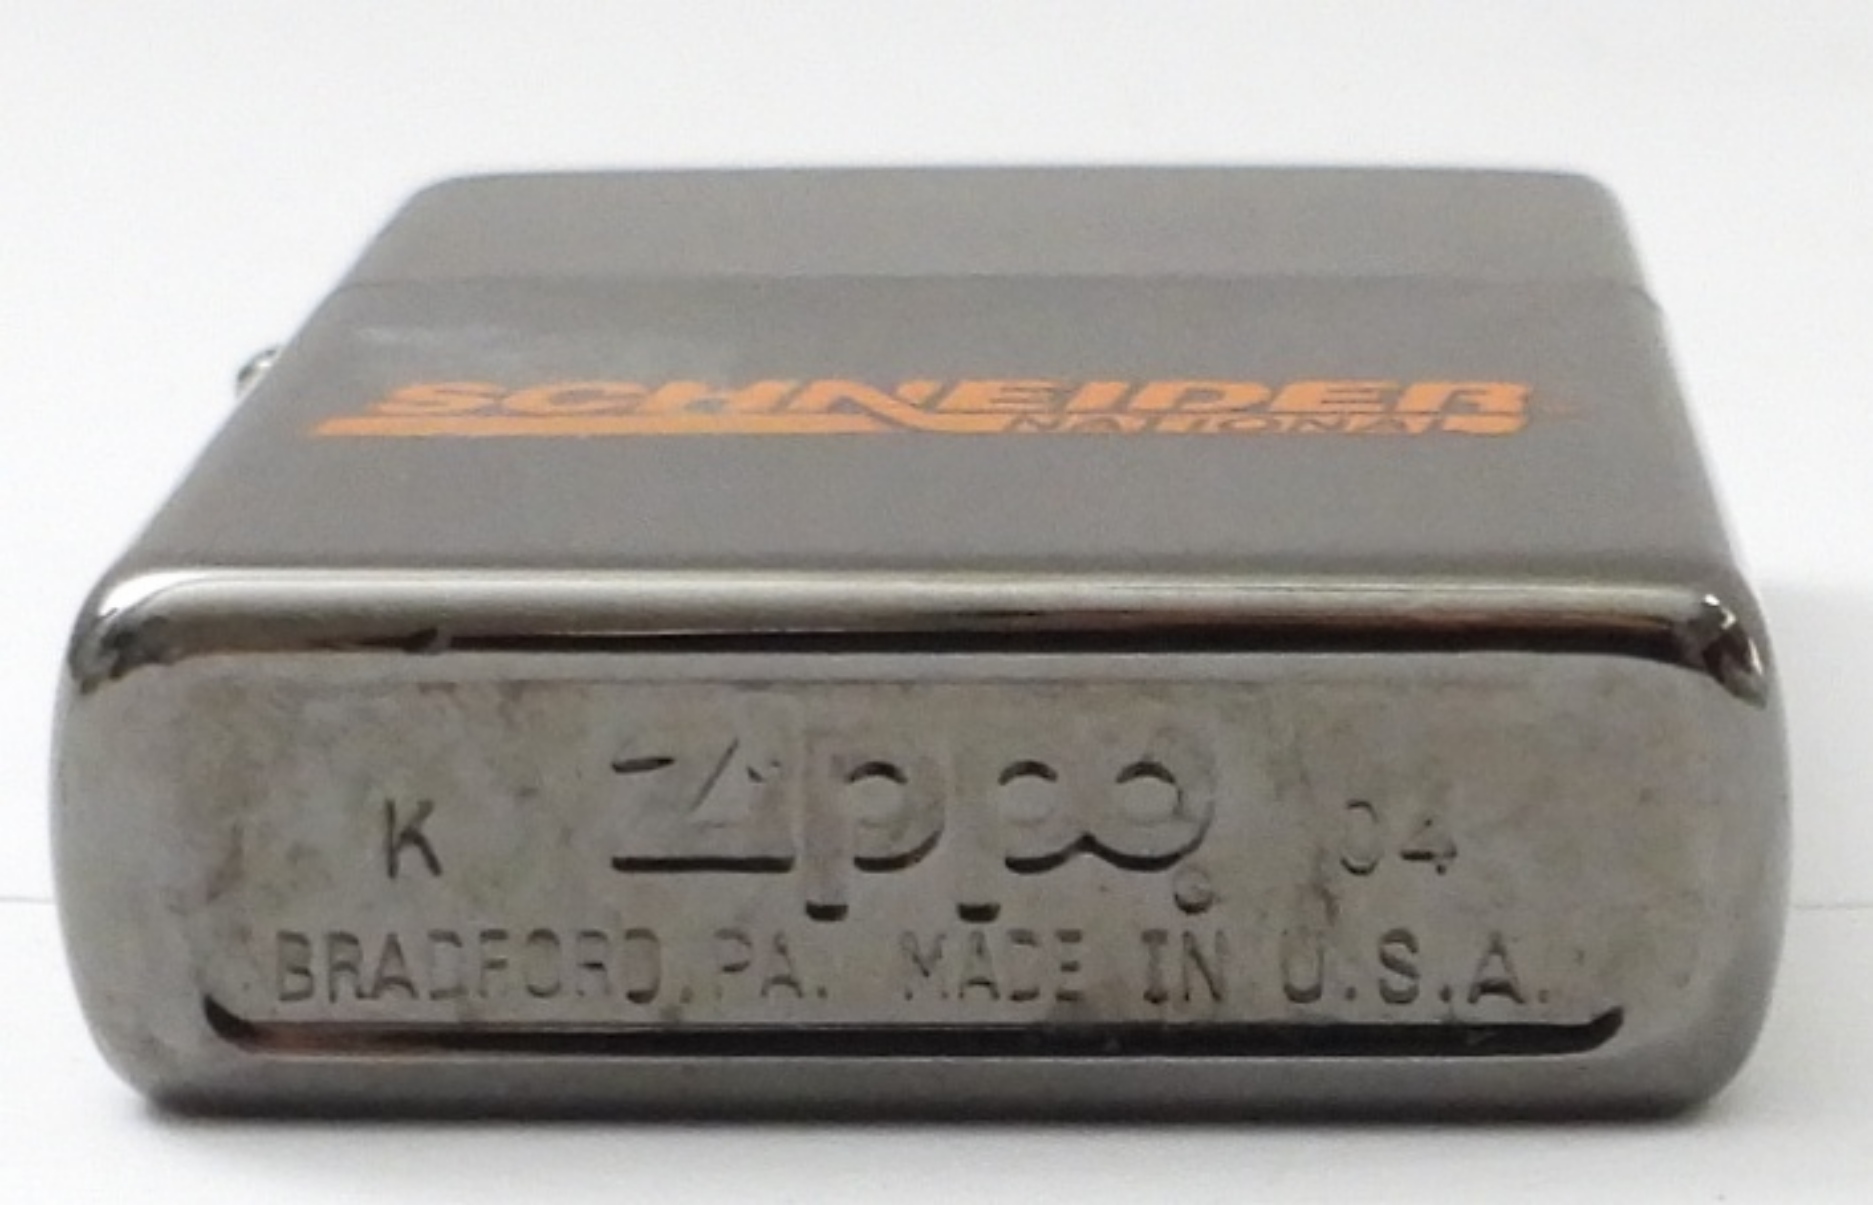 SCHNEIDER
NATIONAL
K Zippo 04
BRADFORD, PA. MADE IN U.S.A.